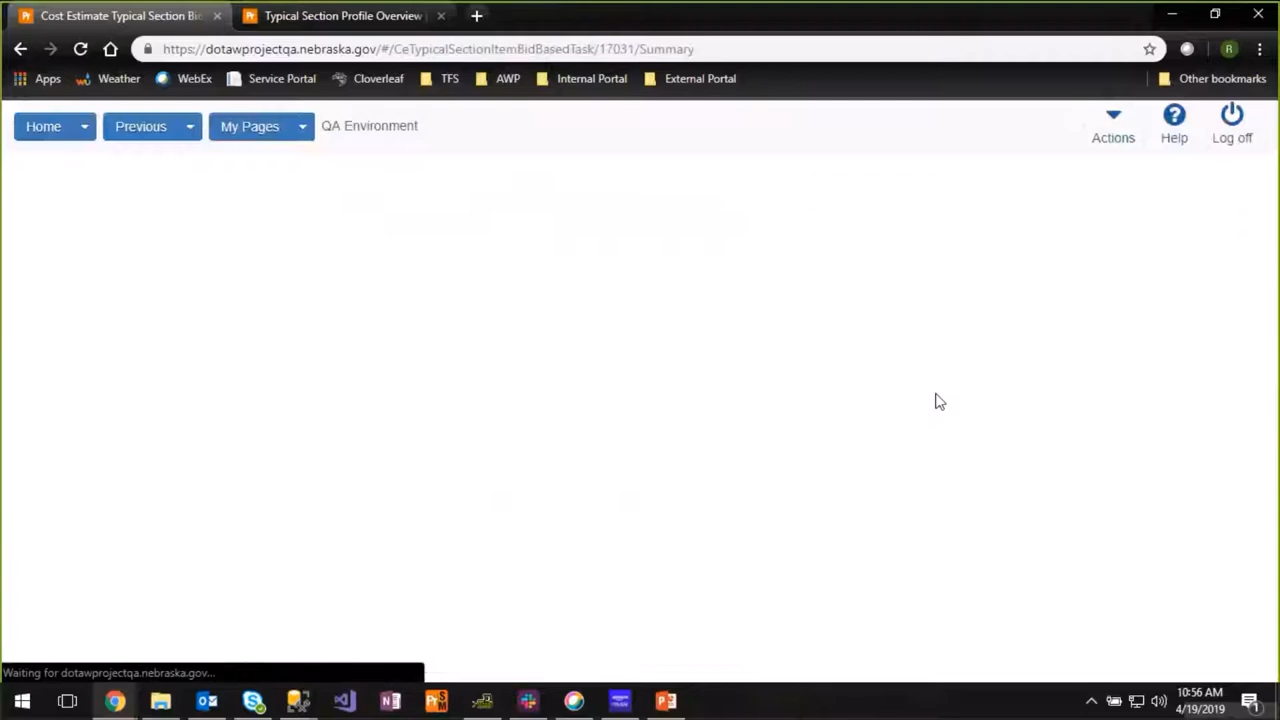 Cost Estimate Typical Section Bi
Typical Section Profile Overview
https://dotawprojectqa.nebraska.gov/#/CeTypicalSectionItemBidBasedTask/17031/Summary
R
Apps
Weather
WebEx
Service Portal
Cloverleaf
TFS
AWP
Internal Portal
External Portal
Other bookmarks
Home
Previous
My Pages
QA Environment
Actions
Help
Log off
Waiting for dotawprojectqa.nebraska.gov...
10:56 AM
4/19/2019